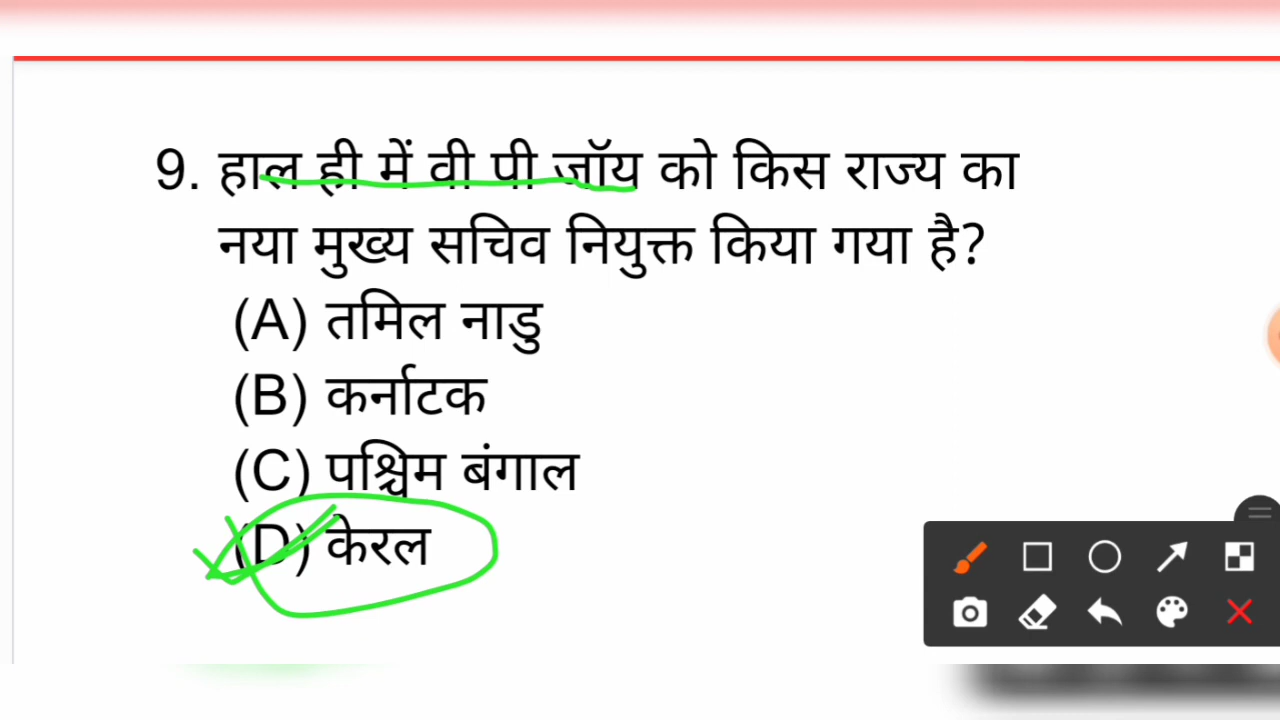 9. हाल ही में वी पी जॉय को किस राज्य का
नया मुख्य सचिव नियुक्त किया गया है?
(A) तमिल नाडु
(B) कर्नाटक
(C) पश्चिम बंगाल
(D) केरल